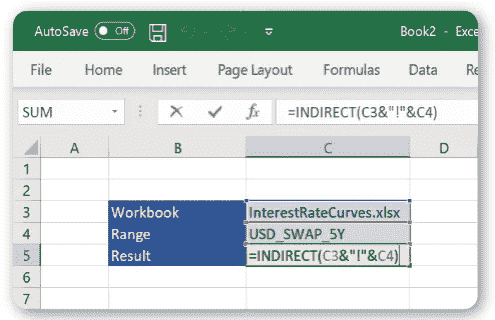 AutoSave Off Book2 - Exce
File Home Insert Page Layout Formulas Data Re
SUM fx =INDIRECT(C3&"!"&C4)
A B C D
1
2
3 Workbook InterestRateCurves.xlsx
4 Range USD_SWAP_5Y
5 Result =INDIRECT(C3&"!"&C4)
6
7